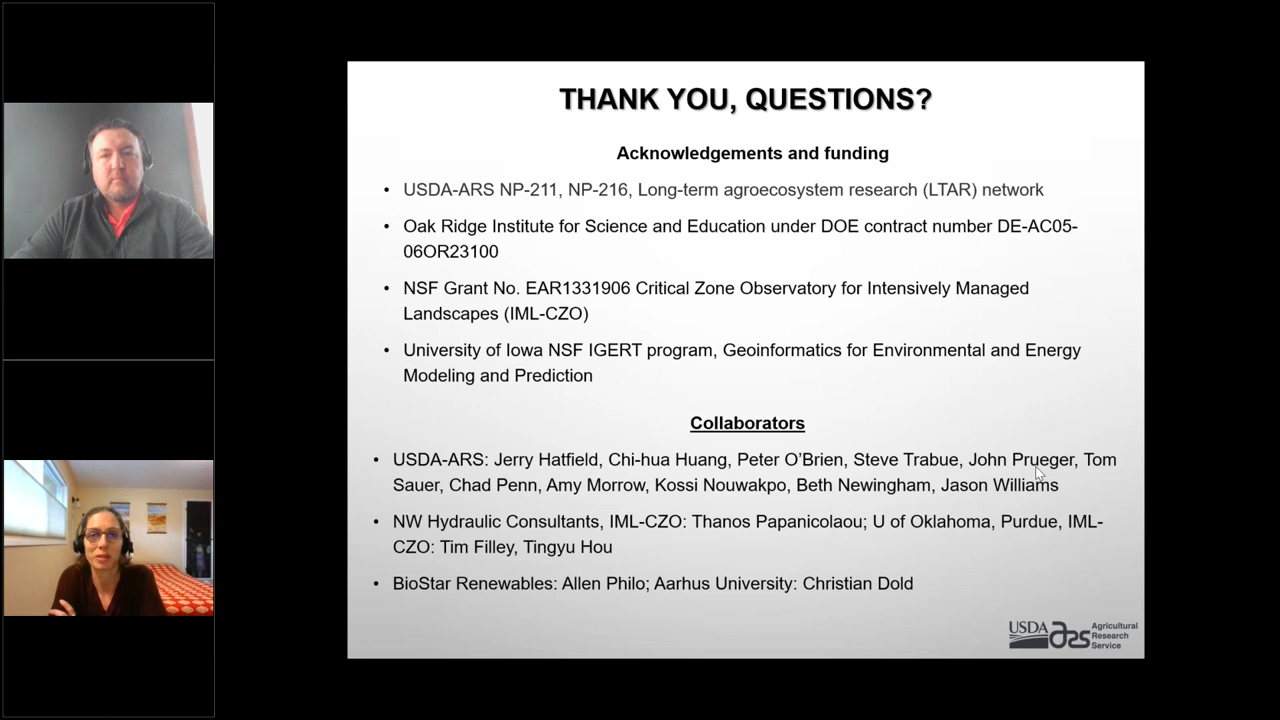 THANK YOU, QUESTIONS?
Acknowledgements and funding
• USDA-ARS NP-211, NP-216, Long-term agroecosystem research (LTAR) network
• Oak Ridge Institute for Science and Education under DOE contract number DE-AC05-
06OR23100
• NSF Grant No. EAR1331906 Critical Zone Observatory for Intensively Managed
Landscapes (IML-CZO)
• University of Iowa NSF IGERT program, Geoinformatics for Environmental and Energy
Modeling and Prediction
Collaborators
• USDA-ARS: Jerry Hatfield, Chi-hua Huang, Peter O’Brien, Steve Trabue, John Prueger, Tom
Sauer, Chad Penn, Amy Morrow, Kossi Nouwakpo, Beth Newingham, Jason Williams
• NW Hydraulic Consultants, IML-CZO: Thanos Papanicolaou; U of Oklahoma, Purdue, IML-
CZO: Tim Filley, Tingyu Hou
• BioStar Renewables: Allen Philo; Aarhus University: Christian Dold
USDA ars Agricultural
Research
Service